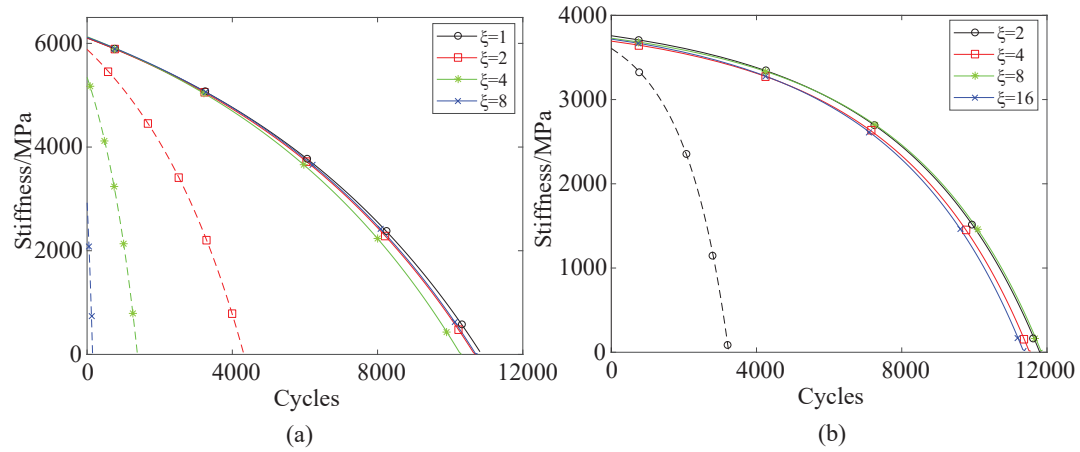 6000
4000
2000
0
Stiffness/MPa
0
4000
8000
12000
Cycles
ξ=1
ξ=2
ξ=4
ξ=8
(a)
4000
3000
2000
1000
0
Stiffness/MPa
0
4000
8000
12000
Cycles
ξ=2
ξ=4
ξ=8
ξ=16
(b)